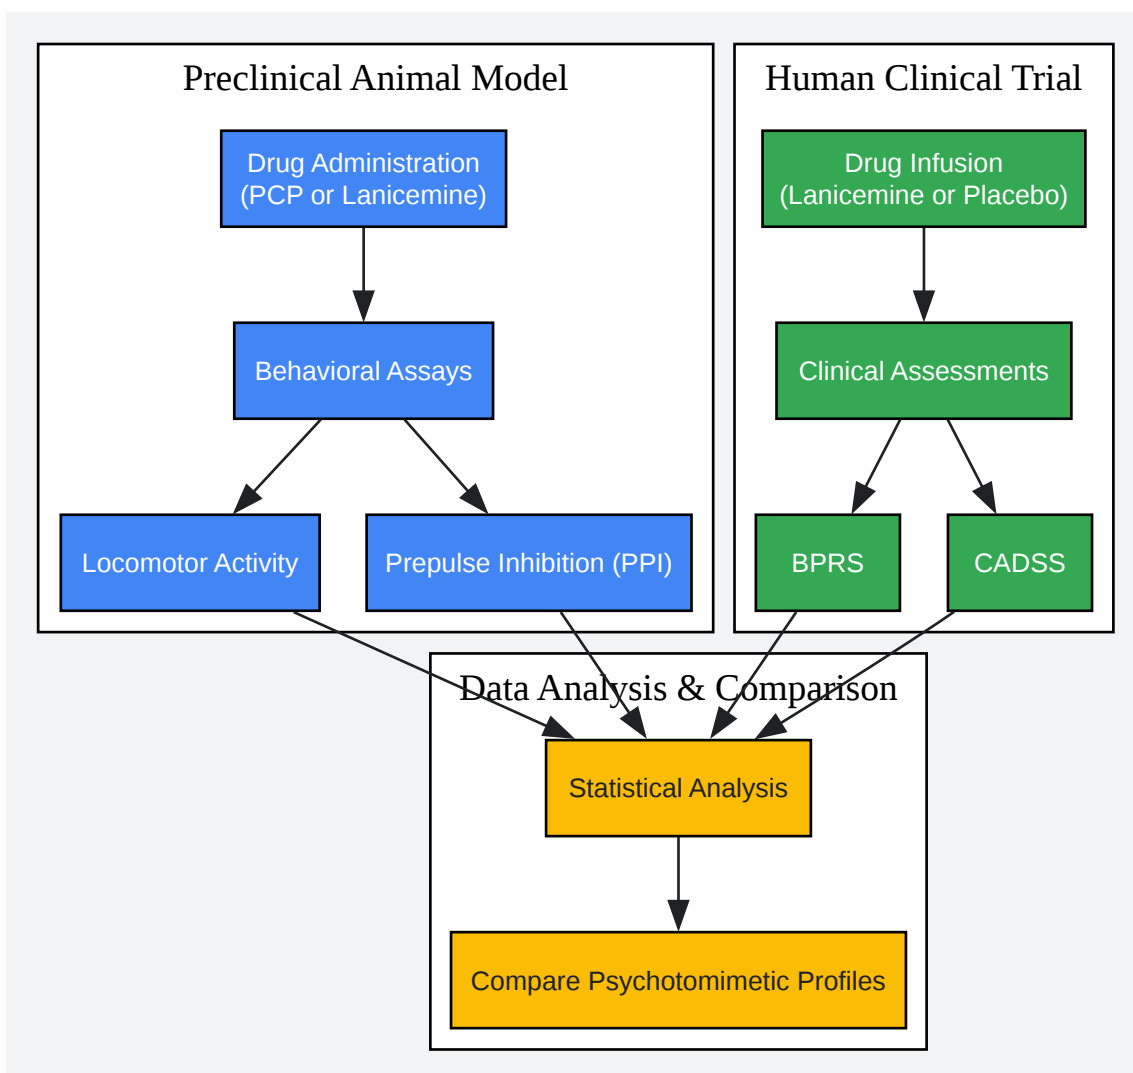 Preclinical Animal Model
Drug Administration
(PCP or Lanicemine)
Behavioral Assays
Locomotor Activity
Prepulse Inhibition (PPI)
Human Clinical Trial
Drug Infusion
(Lanicemine or Placebo)
Clinical Assessments
BPRS
CADSS
Data Analysis & Comparison
Statistical Analysis
Compare Psychotomimetic Profiles